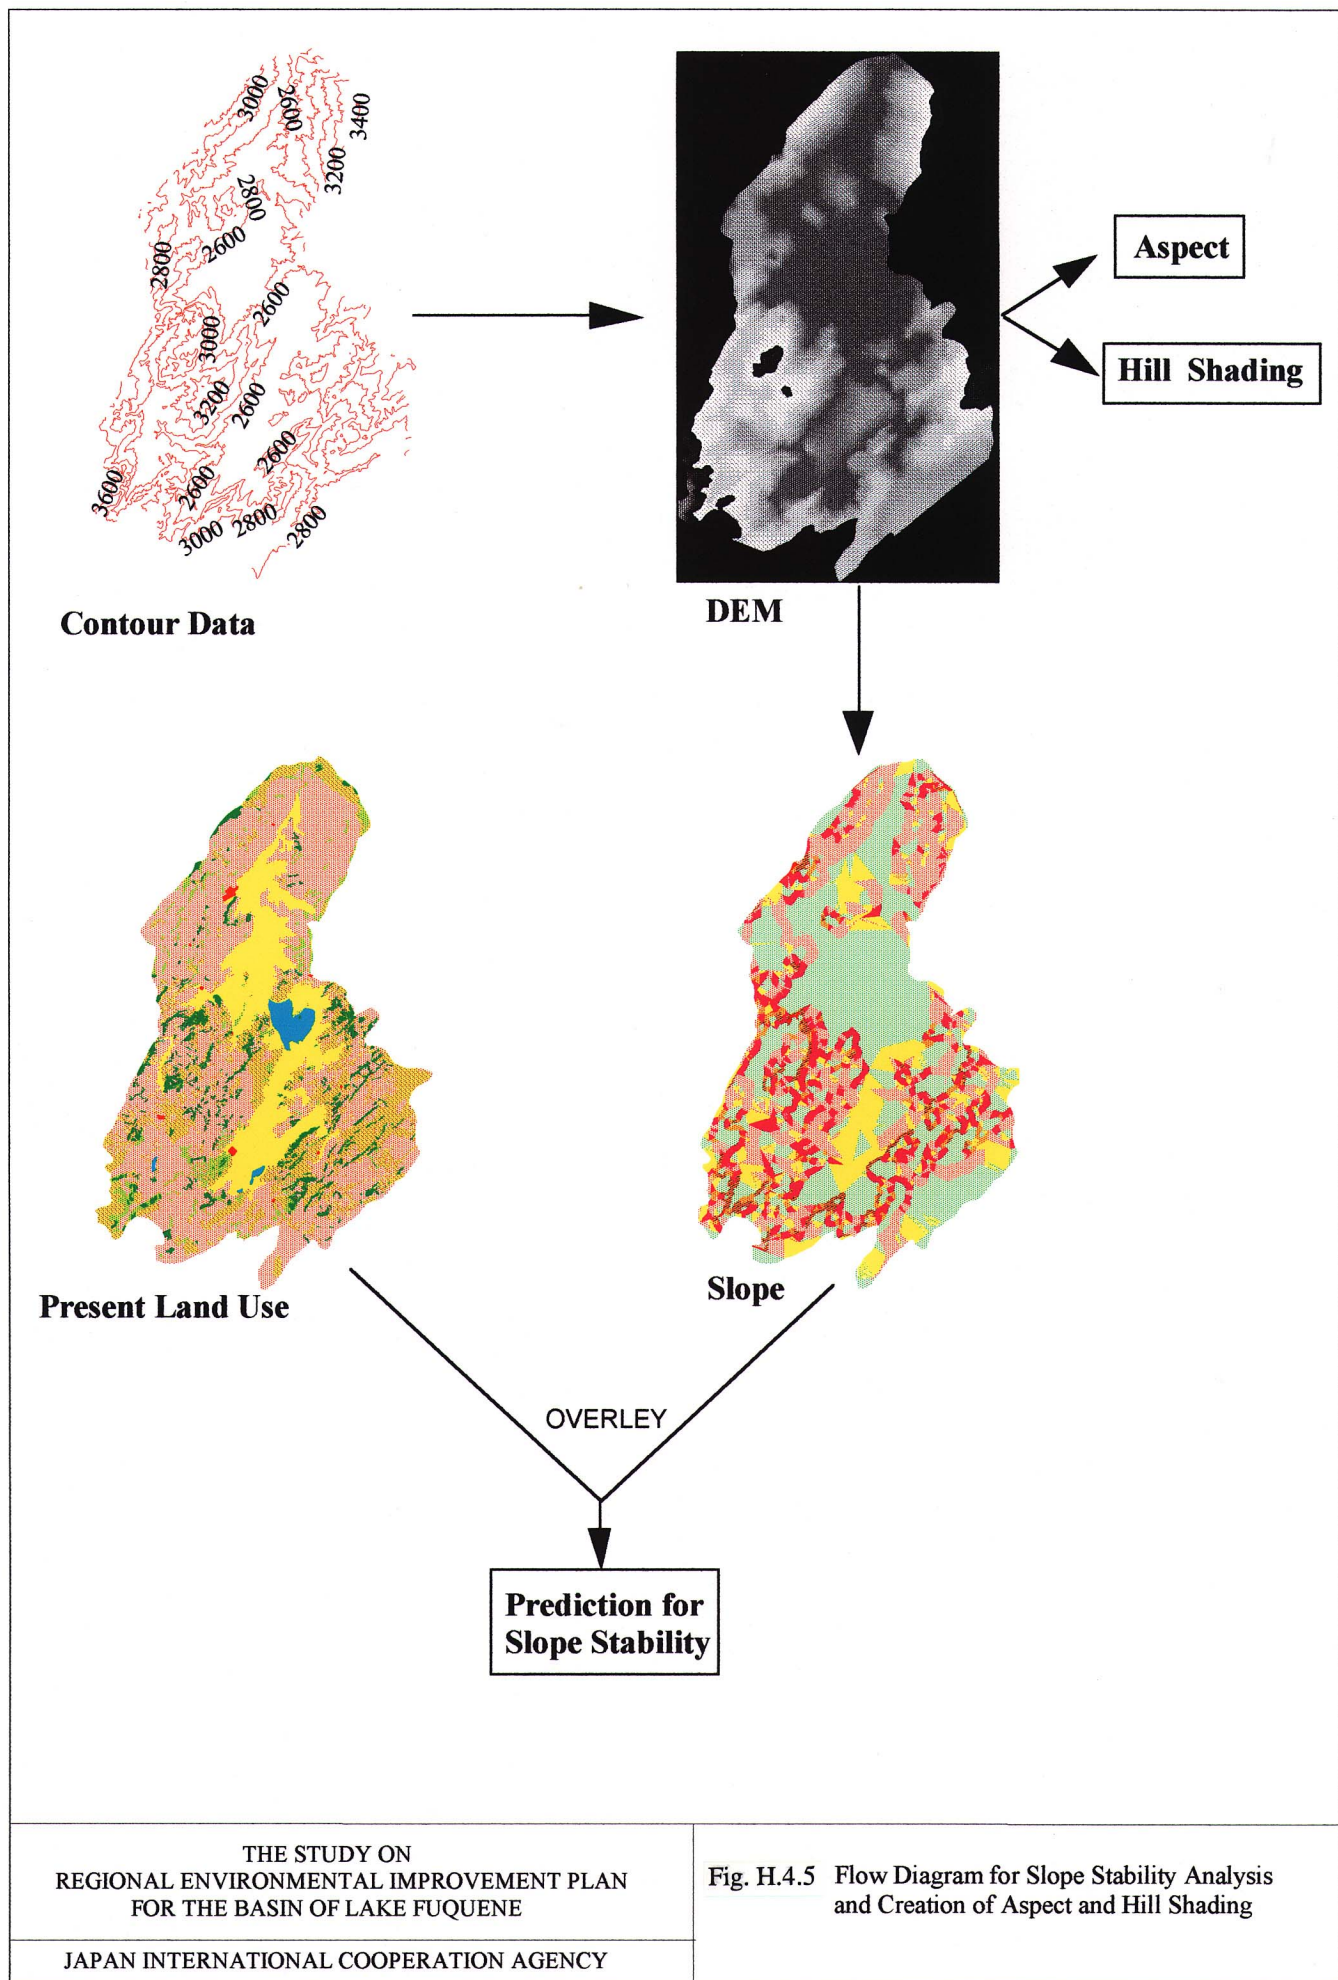 3000
2600
3400
3200
2800
2600
2800
2600
3000
3200
2600
2600
3600
2600
3000
2800
2800
Contour Data
DEM
Aspect
Hill Shading
Present Land Use
Slope
OVERLEY
Prediction for
Slope Stability
THE STUDY ON
REGIONAL ENVIRONMENTAL IMPROVEMENT PLAN
FOR THE BASIN OF LAKE FUQUENE
JAPAN INTERNATIONAL COOPERATION AGENCY
Fig. H.4.5 Flow Diagram for Slope Stability Analysis
and Creation of Aspect and Hill Shading